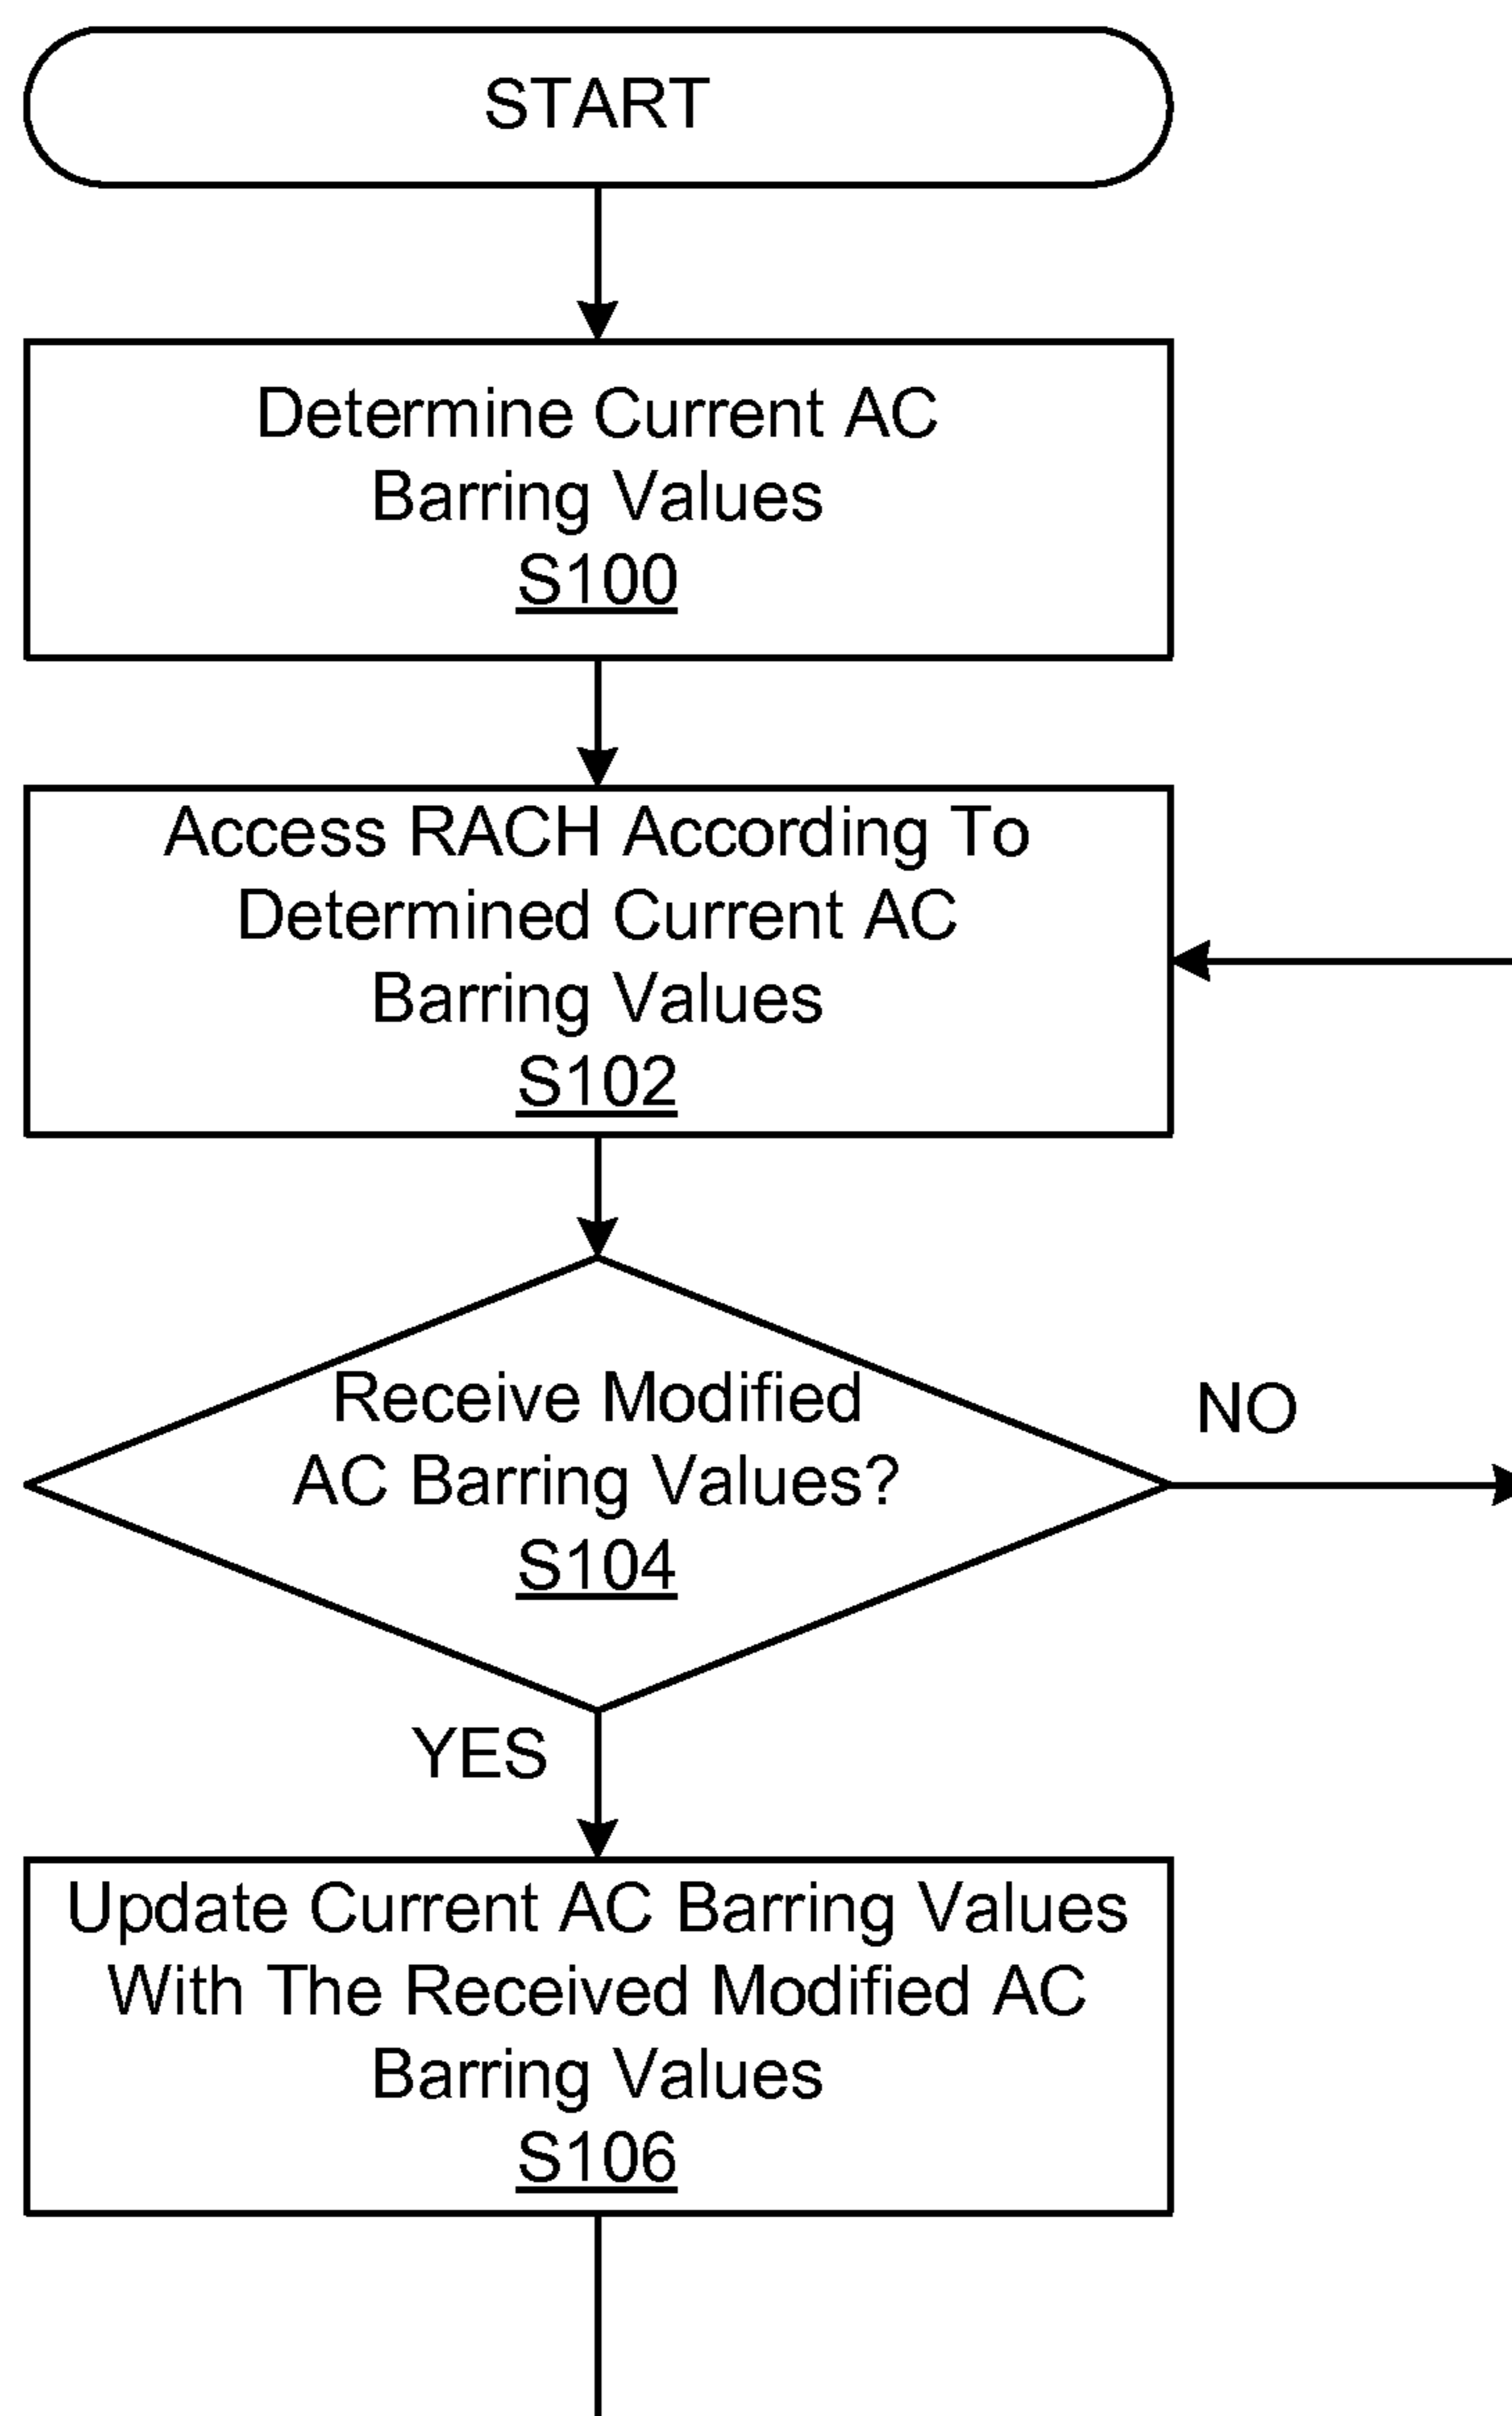 START
Determine Current AC
Barring Values
S100
Access RACH According To
Determined Current AC
Barring Values
S102
Receive Modified
AC Barring Values?
S104
NO
YES
Update Current AC Barring Values
With The Received Modified AC
Barring Values
S106